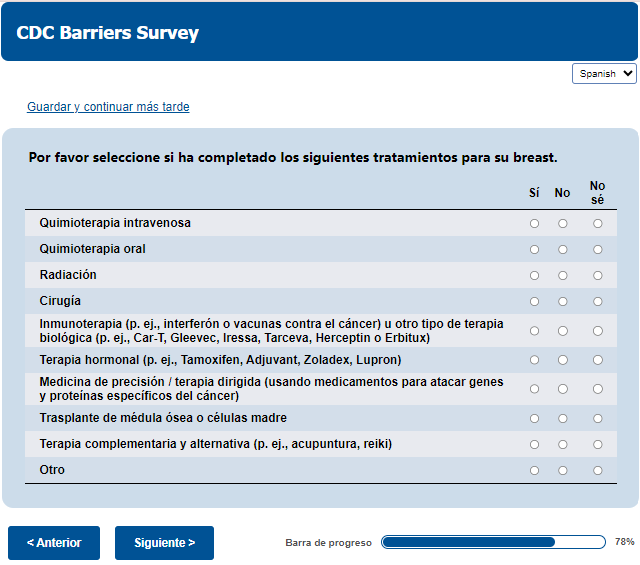 CDC Barriers Survey
Spanish
Guardar y continuar más tarde
Por favor seleccione si ha completado los siguientes tratamientos para su breast.
Sí No No sé
Quimioterapia intravenosa
Quimioterapia oral
Radiación
Cirugía
Inmunoterapia (p. ej., interferón o vacunas contra el cáncer) u otro tipo de terapia
biológica (p. ej., Car-T, Gleevec, Iressa, Tarceva, Herceptin o Erbitux)
Terapia hormonal (p. ej., Tamoxifen, Adjuvant, Zoladex, Lupron)
Medicina de precisión / terapia dirigida (usando medicamentos para atacar genes
y proteínas específicos del cáncer)
Trasplante de médula ósea o células madre
Terapia complementaria y alternativa (p. ej., acupuntura, reiki)
Otro
< Anterior
Siguiente >
Barra de progreso
78%